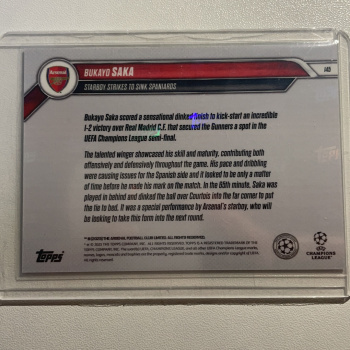 Arsenal
BUKAYO SAKA
STARBOY STRIKES TO SINK SPANIARDS
Bukayo Saka scored a sensational dinked finish to kick-start an incredible
1-2 victory over Real Madrid C.F. that secured the Gunners a spot in the
UEFA Champions League semi-final.
The talented winger showcased his skill and maturity, contributing both
offensively and defensively throughout the game. His pace and dribbling
were causing issues for the Spanish side and it looked to be only a matter
of time before he made his mark on the match. In the 65th minute, Saka was
played in behind and dinked the ball over Courtois into the far corner to put
the tie to bed. It was a special performance by Arsenal's starboy, who will
be looking to take this form into the next round.
Topps
UEFA
CHAMPIONS
LEAGUE